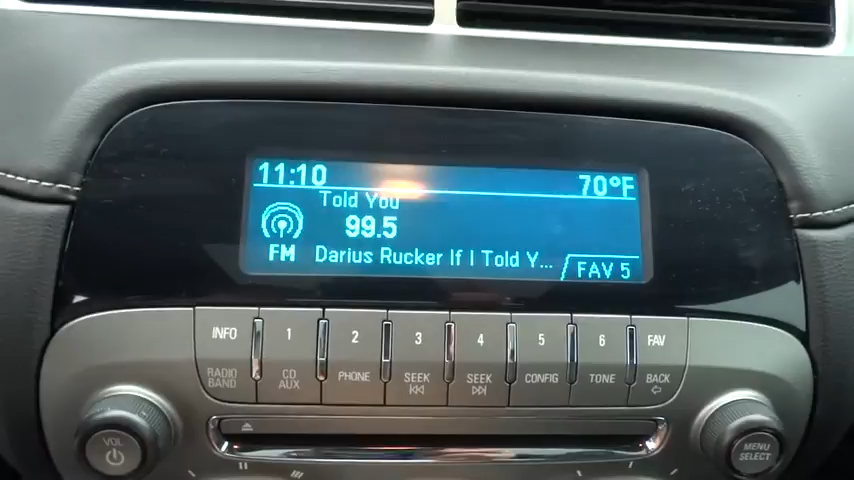 11:10
70°F
Told You
99.5
FM
Darius Rucker If I Told Y...
FAV 5
INFO
1
2
3
4
5
6
FAV
RADIO BAND
CD AUX
PHONE
SEEK
SEEK
CONFIG
TONE
BACK
VOL
MENU
SELECT